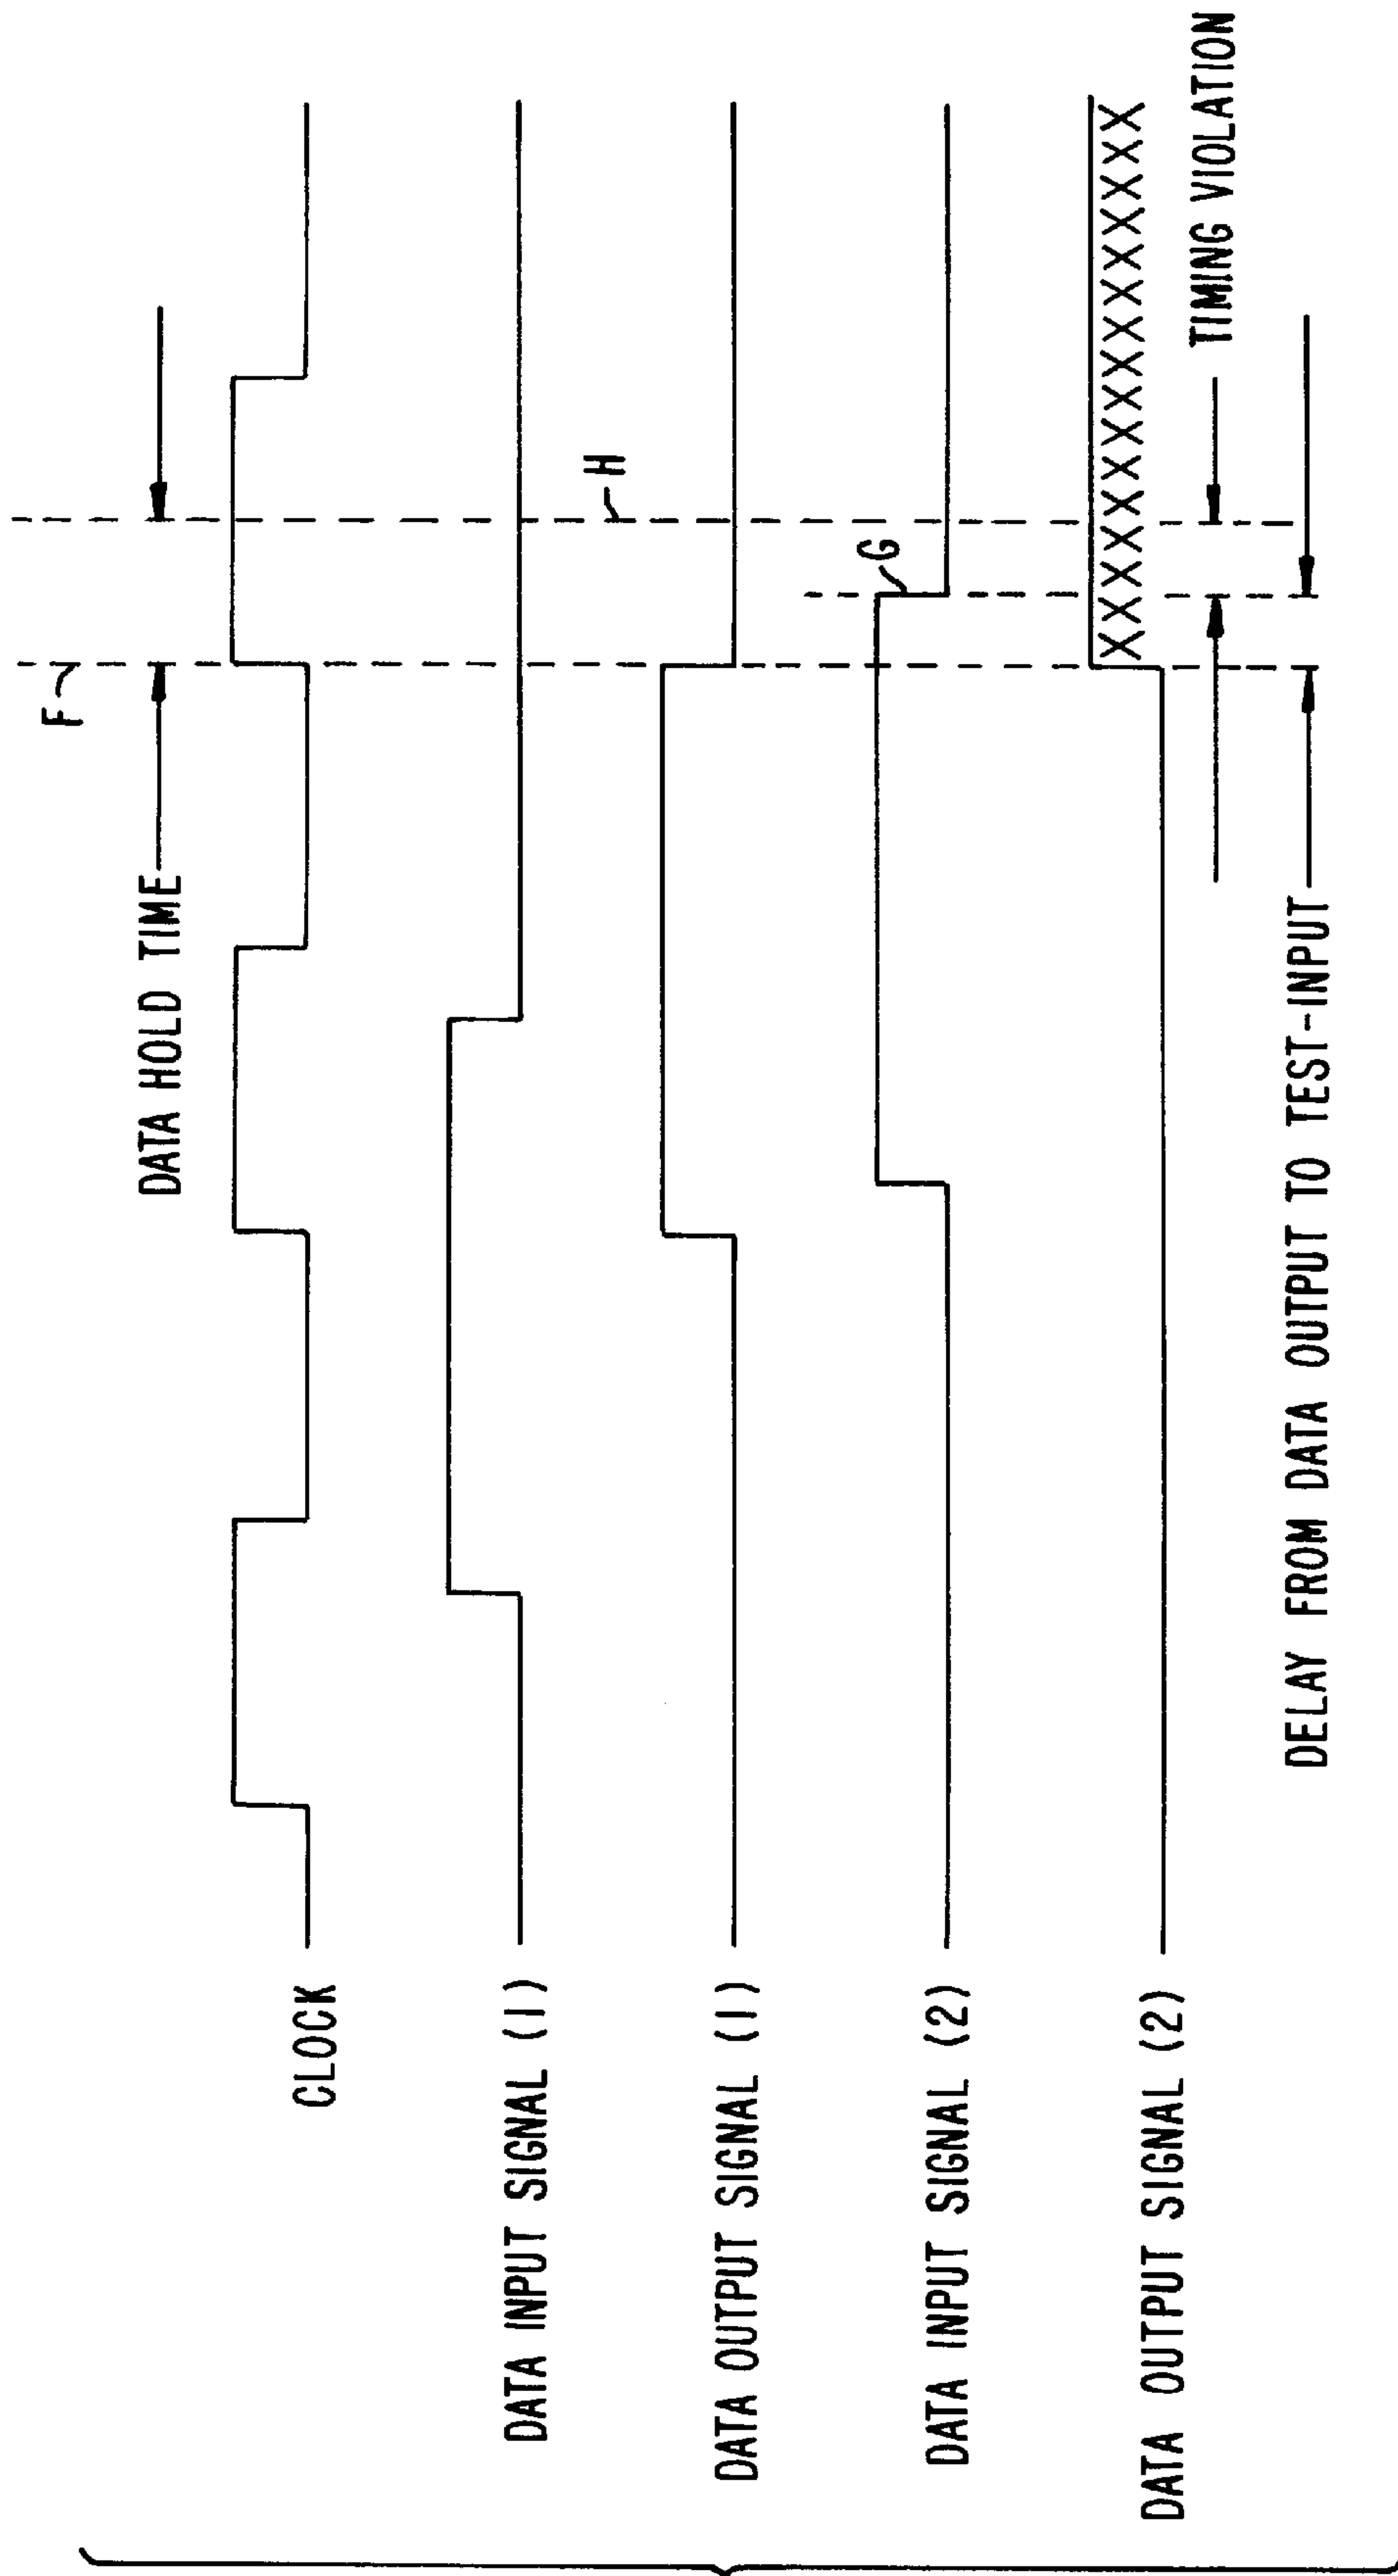 F
DATA HOLD TIME
CLOCK
DATA INPUT SIGNAL (1)
H
DATA OUTPUT SIGNAL (1)
G
DATA INPUT SIGNAL (2)
XXXXXXXXXXXXXXXX
DATA OUTPUT SIGNAL (2)
TIMING VIOLATION
DELAY FROM DATA OUTPUT TO TEST-INPUT